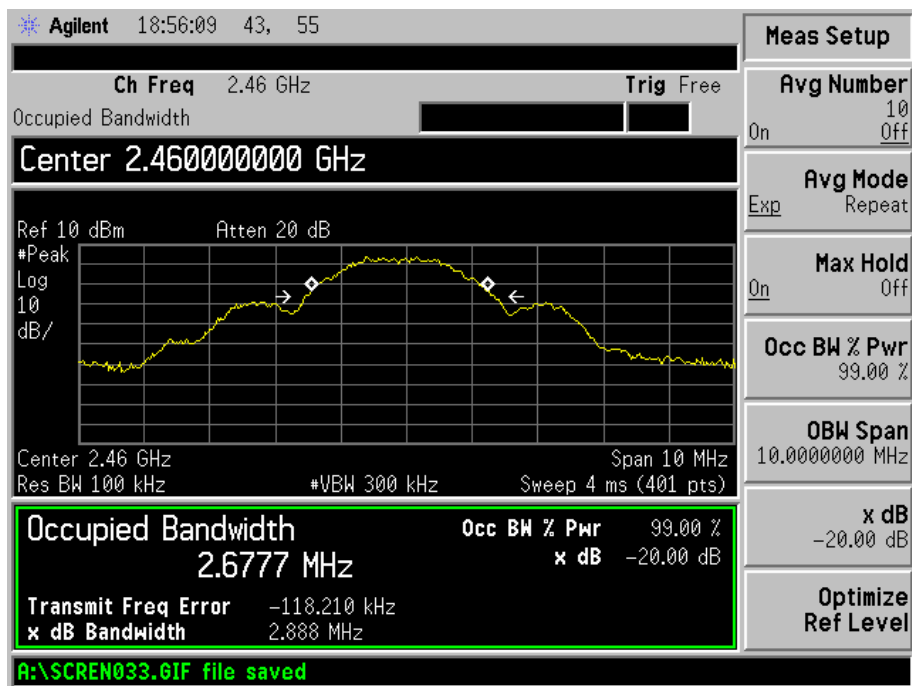 Agilent 18:56:09 43, 55
Meas Setup
Ch Freq 2.46 GHz Trig Free
Occupied Bandwidth
Center 2.460000000 GHz
Ref 10 dBm Atten 20 dB
#Peak
Log
10
dB/
Center 2.46 GHz Span 10 MHz
Res BW 100 kHz #VBW 300 kHz Sweep 4 ms (401 pts)
Occupied Bandwidth Occ BW % Pwr 99.00 %
2.6777 MHz x dB -20.00 dB
Transmit Freq Error -118.210 kHz
x dB Bandwidth 2.888 MHz
A:\SCREN033.GIF file saved
Avg Number
10
On Off
Avg Mode
Exp Repeat
Max Hold
On Off
Occ BW % Pwr
99.00 %
OBW Span
10.0000000 MHz
x dB
-20.00 dB
Optimize
Ref Level